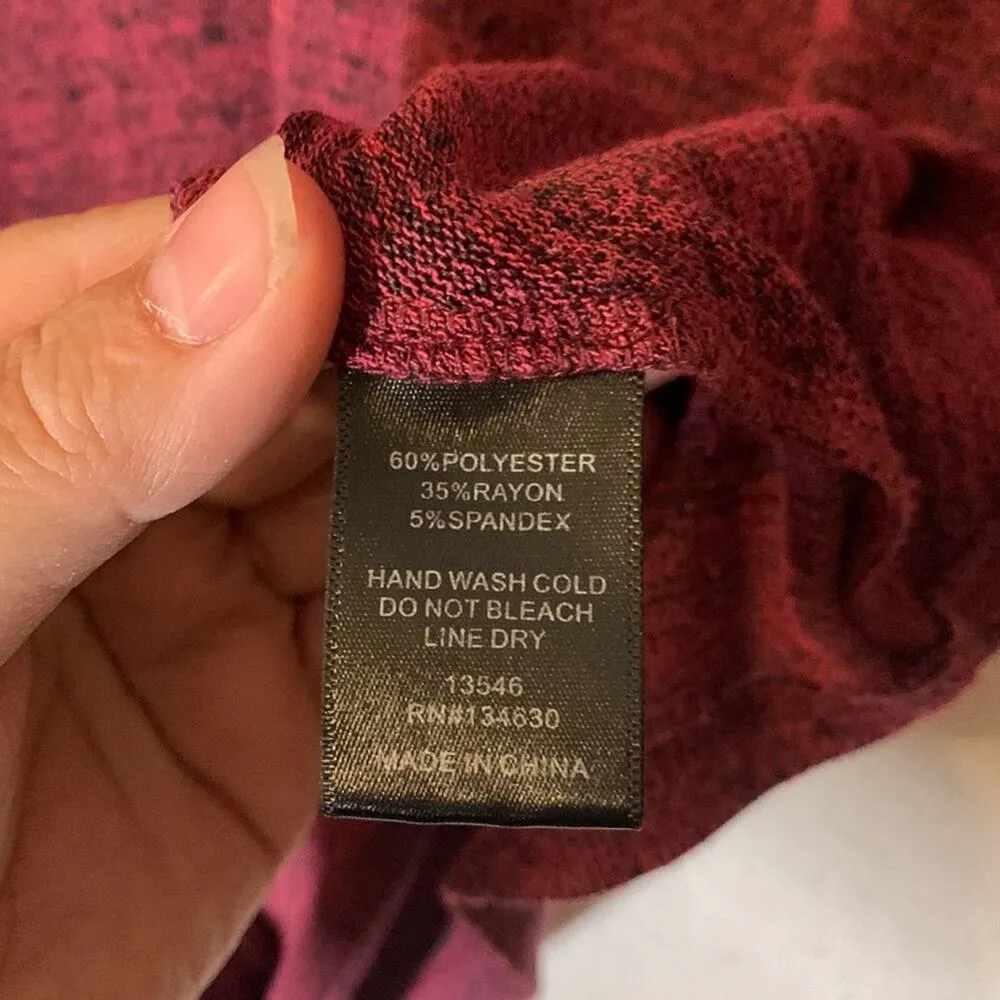 60%POLYESTER
35%RAYON
5%SPANDEX
HAND WASH COLD
DO NOT BLEACH
LINE DRY
13546
RN#134630
MADE IN CHINA